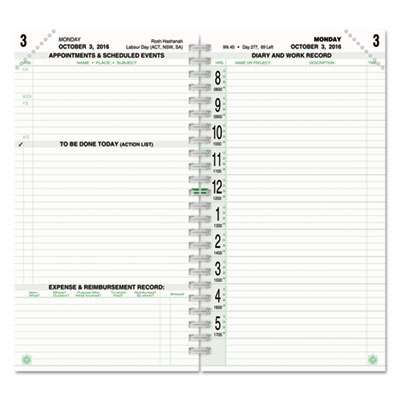 3
MONDAY
OCTOBER 3, 2016
Rosh Hashanah
Labour Day (ACT, NSW, SA)
APPOINTMENTS & SCHEDULED EVENTS
HRS
NAME • PLACE • SUBJECT
✓ TO BE DONE TODAY (ACTION LIST)
EXPENSE & REIMBURSEMENT RECORD:
Amount
Wk 40 • Day 277, 89 Left
MONDAY
OCTOBER 3, 2016
3
DIARY AND WORK RECORD
HRS
NAME OR PROJECT
DESCRIPTION
TIME
8
0800
9
0900
10
1000
11
1100
12
1200
1
1300
2
1400
3
1500
4
1600
5
1700